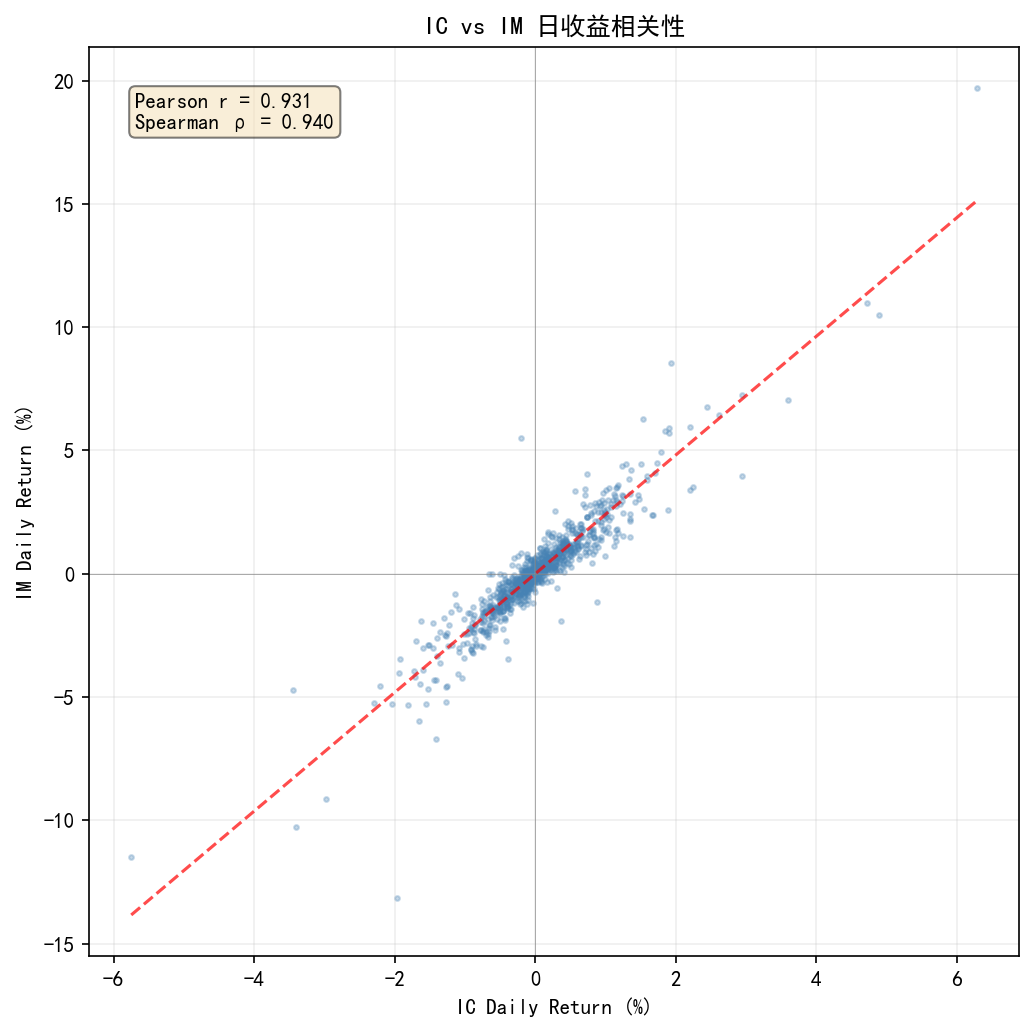 IC vs IM 日收益相关性
Pearson r = 0.931
Spearman ρ = 0.940
20
15
10
5
0
−5
−10
−15
IM Daily Return (%)
−6 −4 −2 0 2 4 6
IC Daily Return (%)